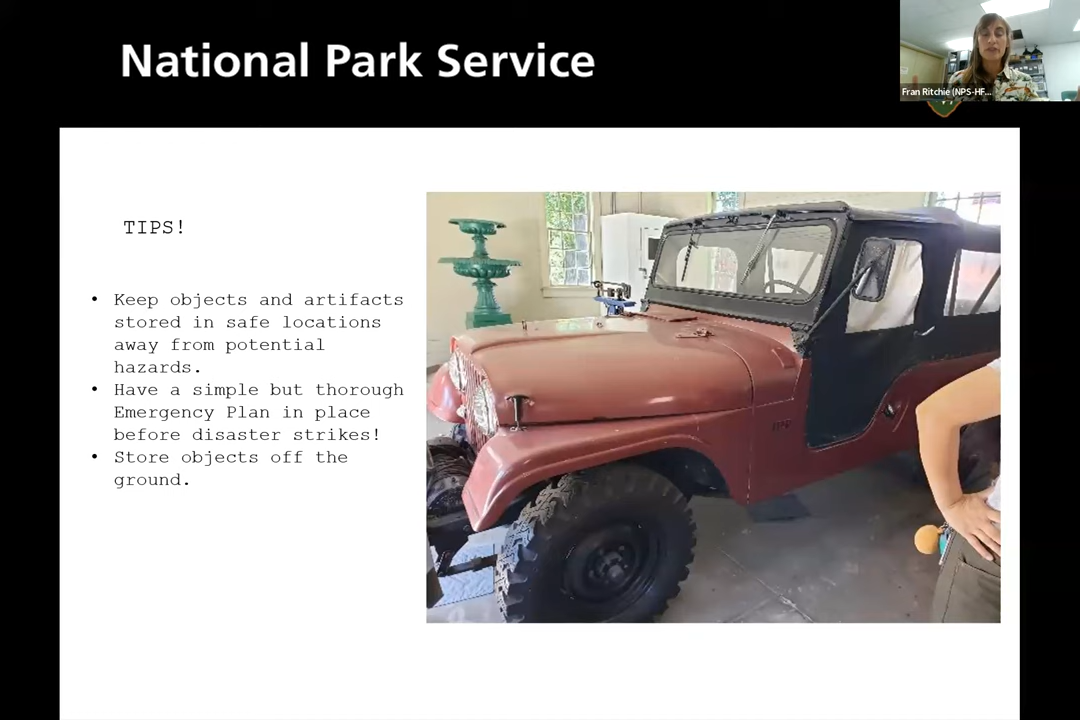 National Park Service
Fran Ritchie (NPS-HF...
TIPS!
• Keep objects and artifacts
stored in safe locations
away from potential
hazards.
• Have a simple but thorough
Emergency Plan in place
before disaster strikes!
• Store objects off the
ground.